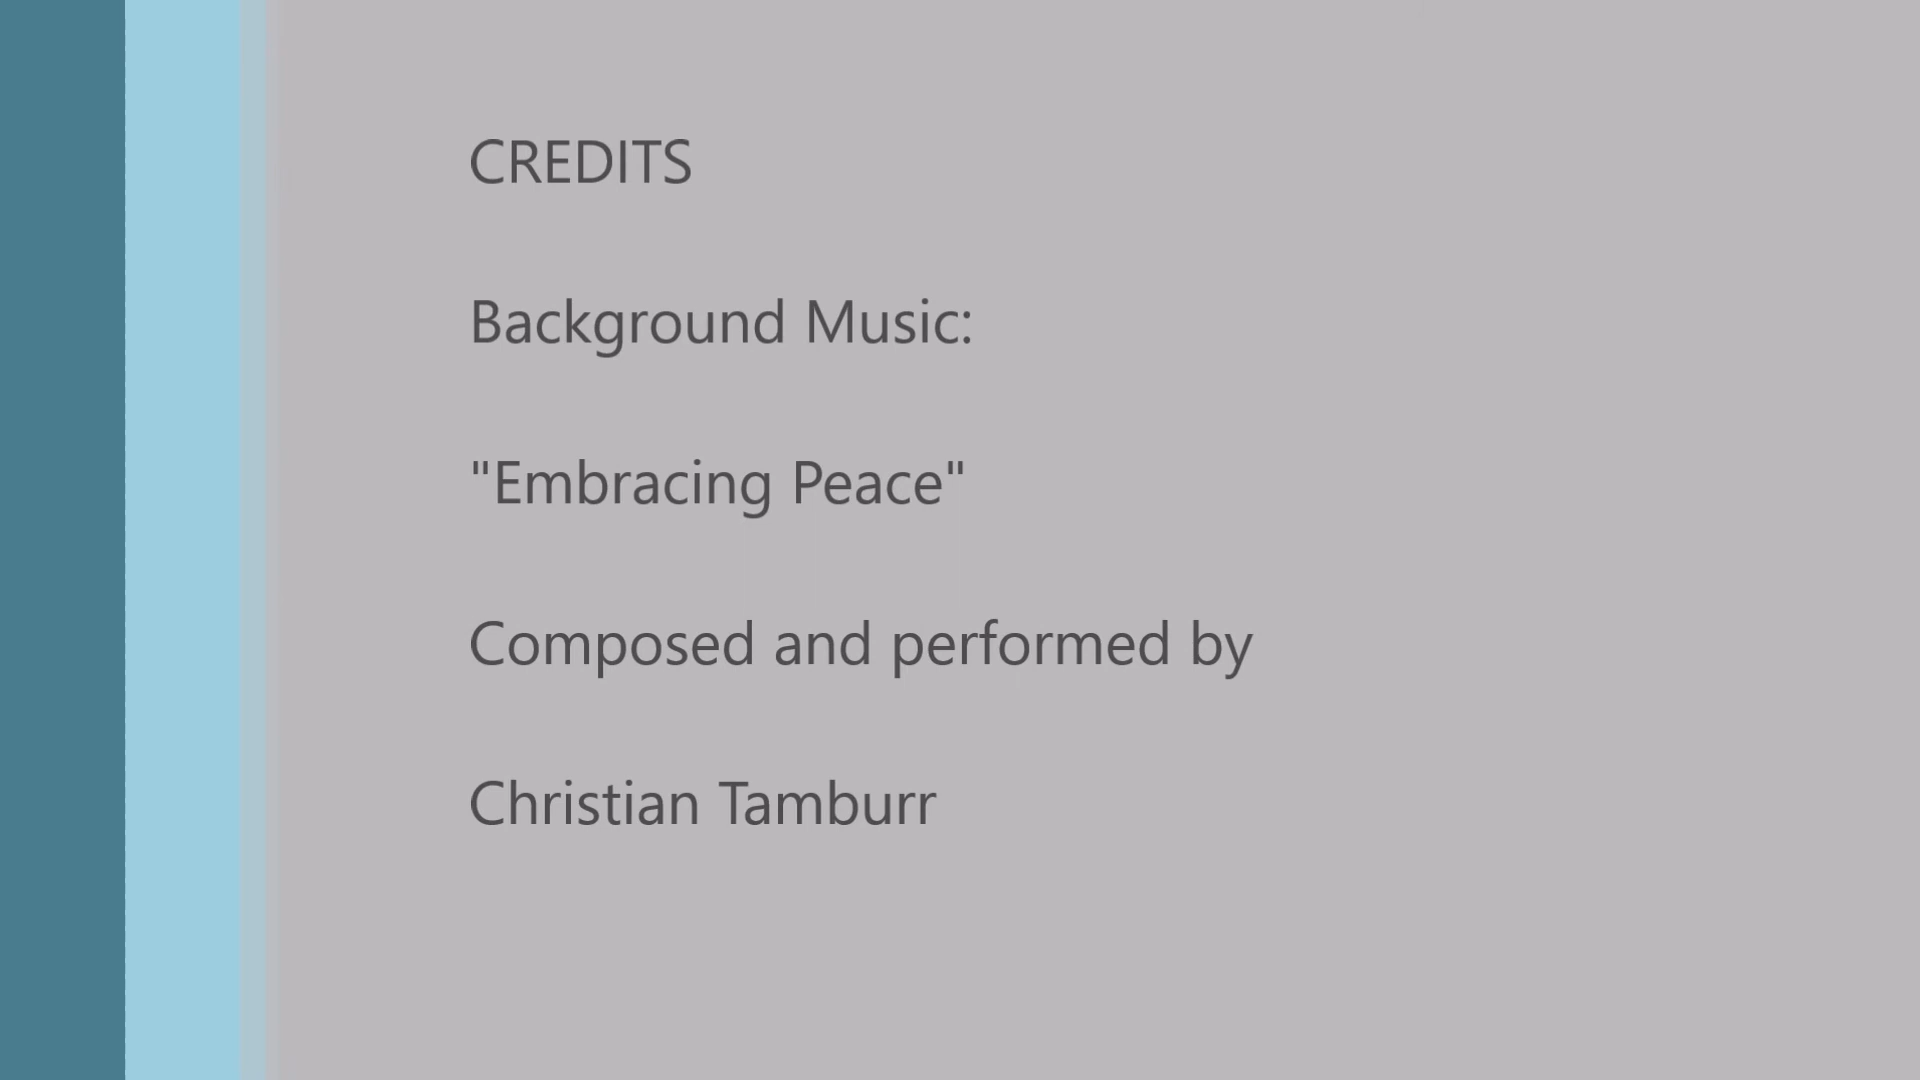 CREDITS
Background Music:
"Embracing Peace"
Composed and performed by
Christian Tamburr